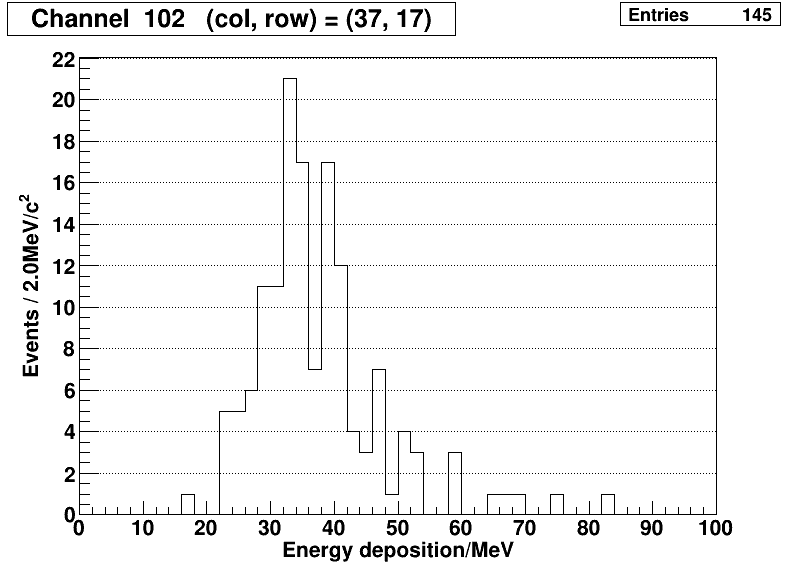 Channel 102 (col, row) = (37, 17)
Entries 145
Events / 2.0MeV/c²
22
20
18
16
14
12
10
8
6
4
2
0
0 10 20 30 40 50 60 70 80 90 100
Energy deposition/MeV